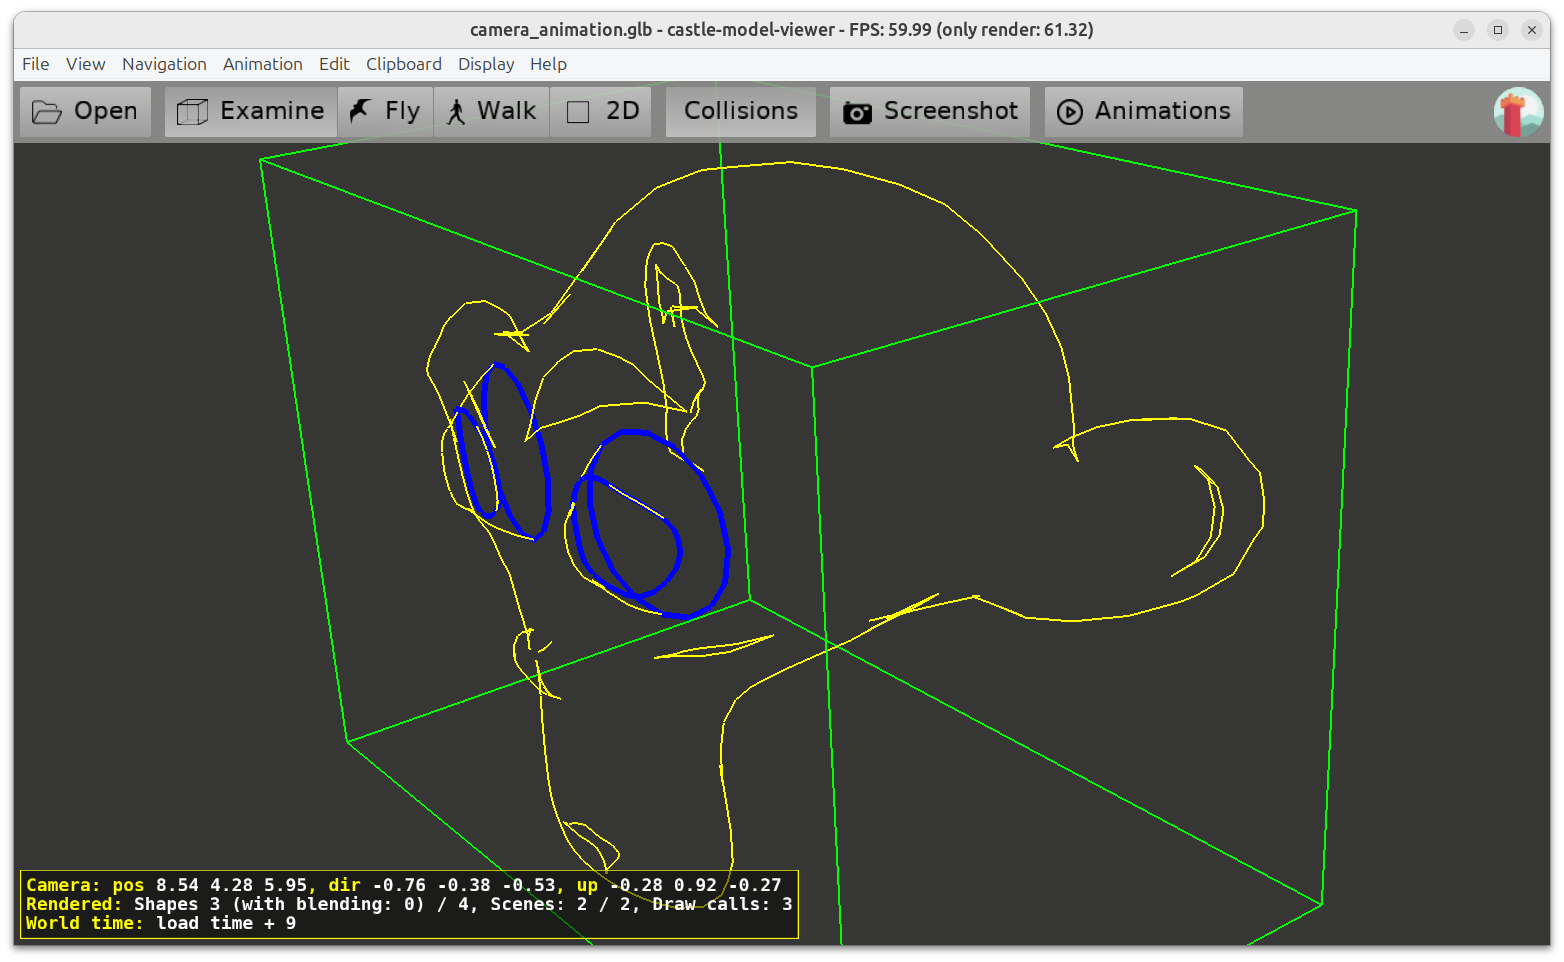 camera_animation.glb - castle-model-viewer - FPS: 59.99 (only render: 61.32)
File View Navigation Animation Edit Clipboard Display Help
Open Examine Fly Walk 2D Collisions Screenshot Animations
Camera: pos 8.54 4.28 5.95, dir -0.76 -0.38 -0.53, up -0.28 0.92 -0.27
Rendered: Shapes 3 (with blending: 0) / 4, Scenes: 2 / 2, Draw calls: 3
World time: load time + 9